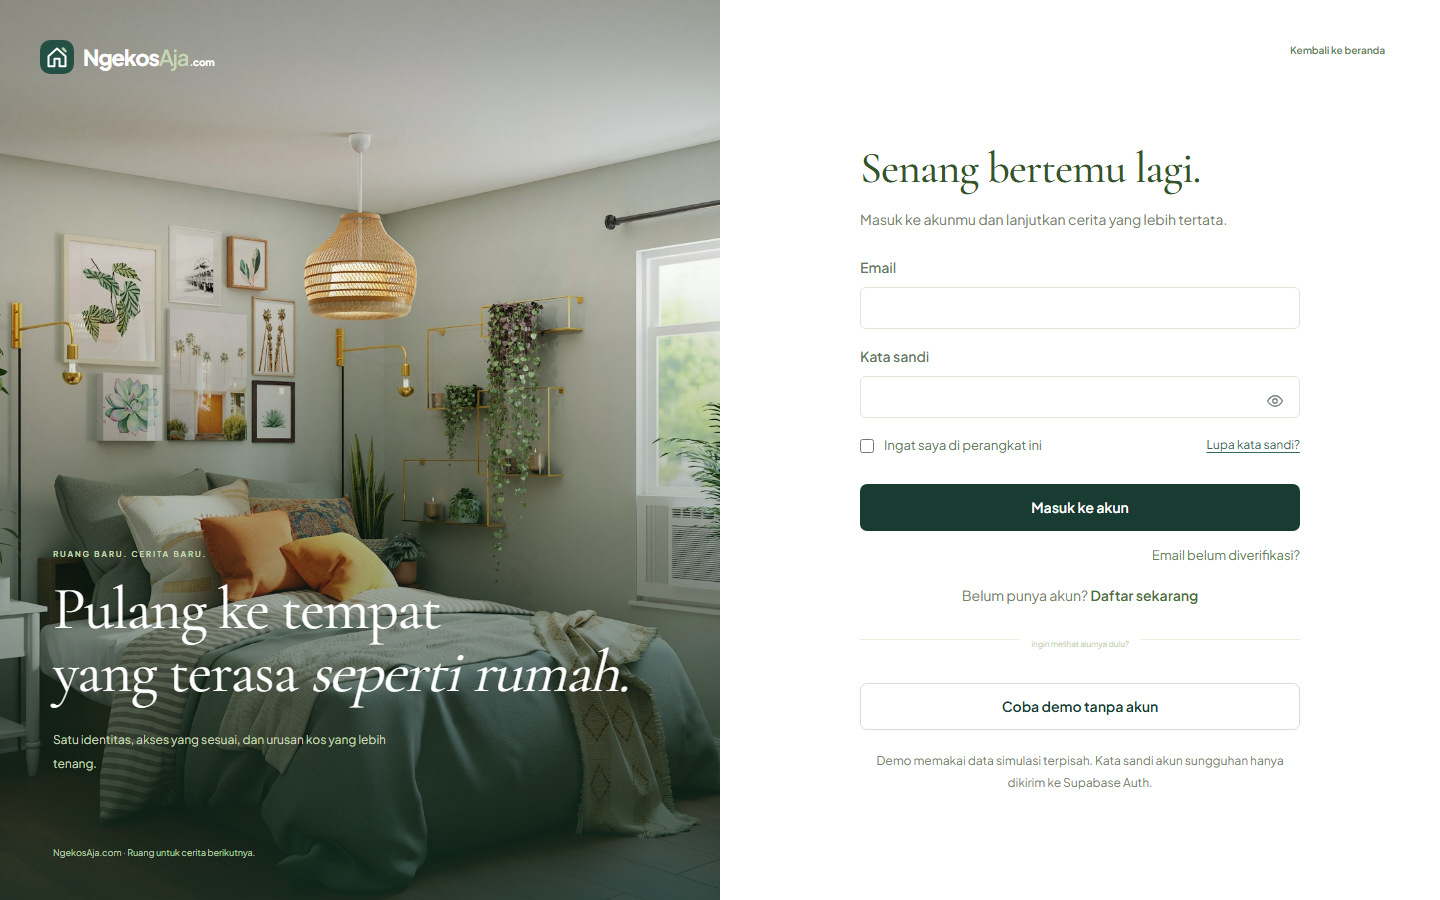 NgekosAja.com
RUANG BARU. CERITA BARU.
Pulang ke tempat
yang terasa seperti rumah.
Satu identitas, akses yang sesuai, dan urusan kos yang lebih
tenang.
NgekosAja.com · Ruang untuk cerita berikutnya.
Kembali ke beranda
Senang bertemu lagi.
Masuk ke akunmu dan lanjutkan cerita yang lebih tertata.
Email
Kata sandi
Ingat saya di perangkat ini
Lupa kata sandi?
Masuk ke akun
Email belum diverifikasi?
Belum punya akun? Daftar sekarang
ingin melihat alurnya dulu?
Coba demo tanpa akun
Demo memakai data simulasi terpisah. Kata sandi akun sungguhan hanya
dikirim ke Supabase Auth.